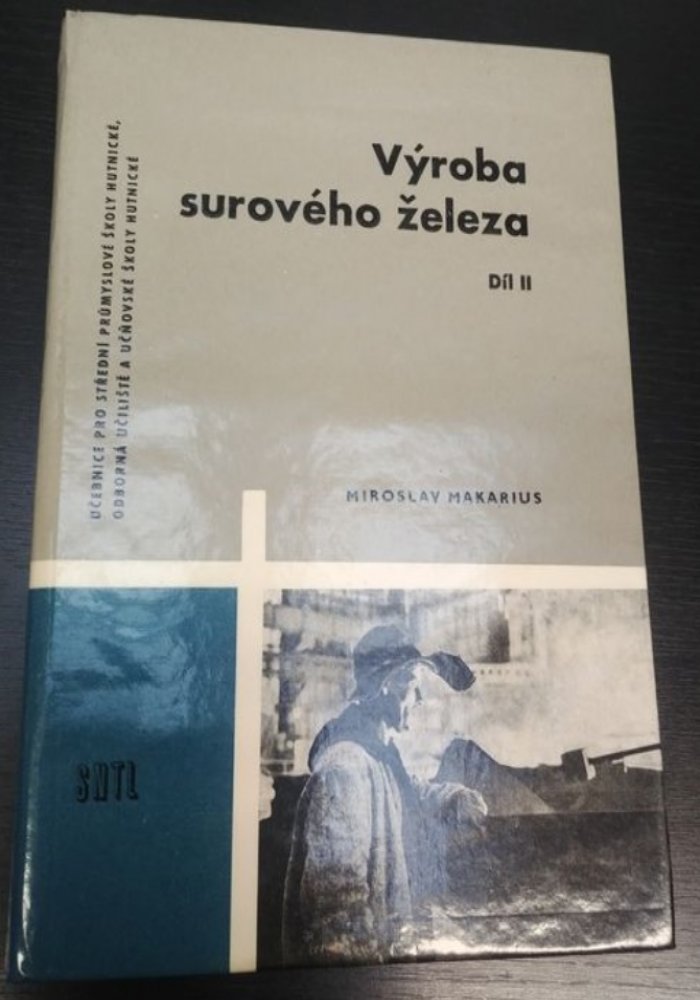 Výroba
surového železa
Díl II
UČEBNICE PRO STŘEDNÍ PRŮMYSLOVÉ ŠKOLY HUTNICKÉ,
ODBORNÁ UČILIŠTĚ A UČŇOVSKÉ ŠKOLY HUTNICKÉ
MIROSLAV MAKARIUS
SNTL